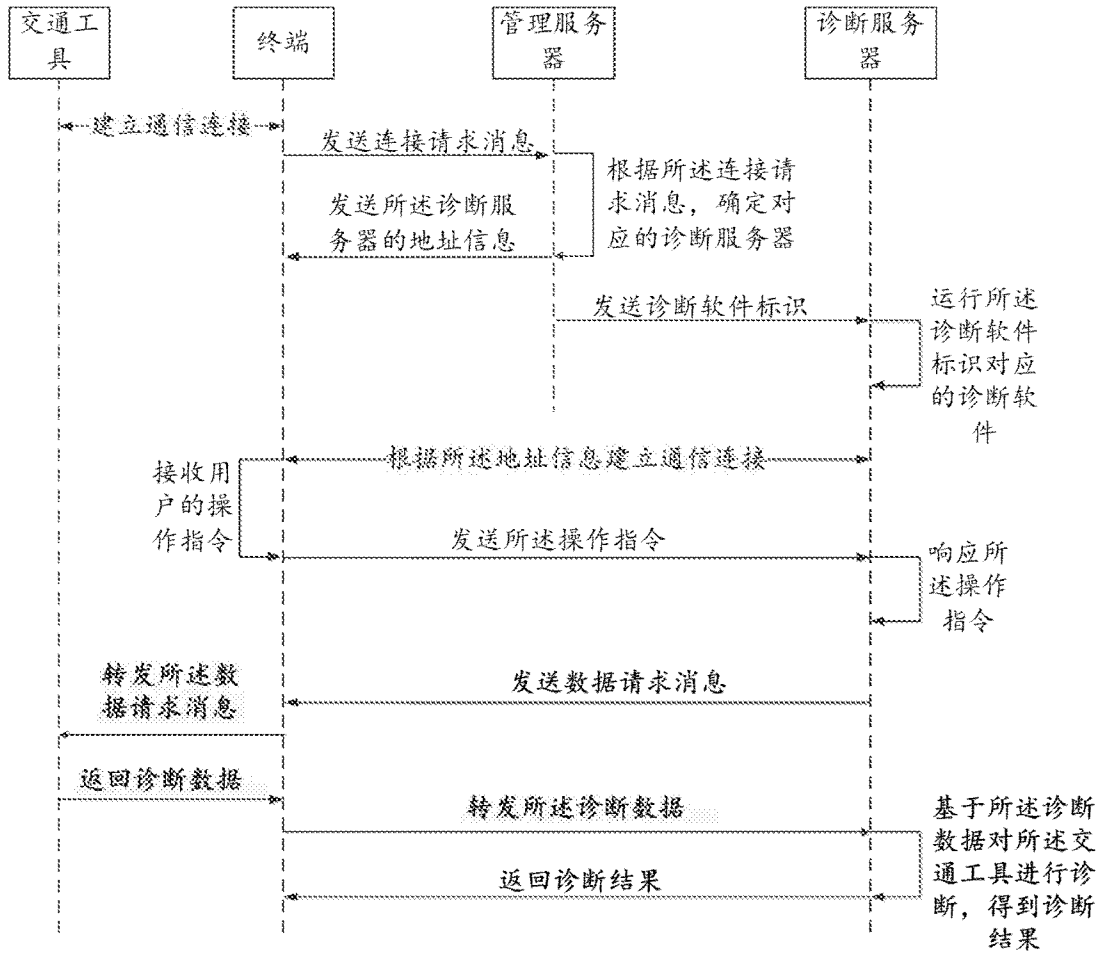 交通工
具
终端
管理服务
器
诊断服务
器
建立通信连接
发送连接请求消息
根据所述连接请
求消息，确定对
应的诊断服务器
发送所述诊断服
务器的地址信息
发送诊断软件标识
运行所述
诊断软件
标识对应
的诊断软
件
根据所述地址信息建立通信连接
接收用
户的操
作指令
发送所述操作指令
响应所
述操作
指令
发送数据请求消息
转发所述数
据请求消息
返回诊断数据
转发所述诊断数据
基于所述诊断
数据对所述交
通工具进行诊
断，得到诊断
结果
返回诊断结果